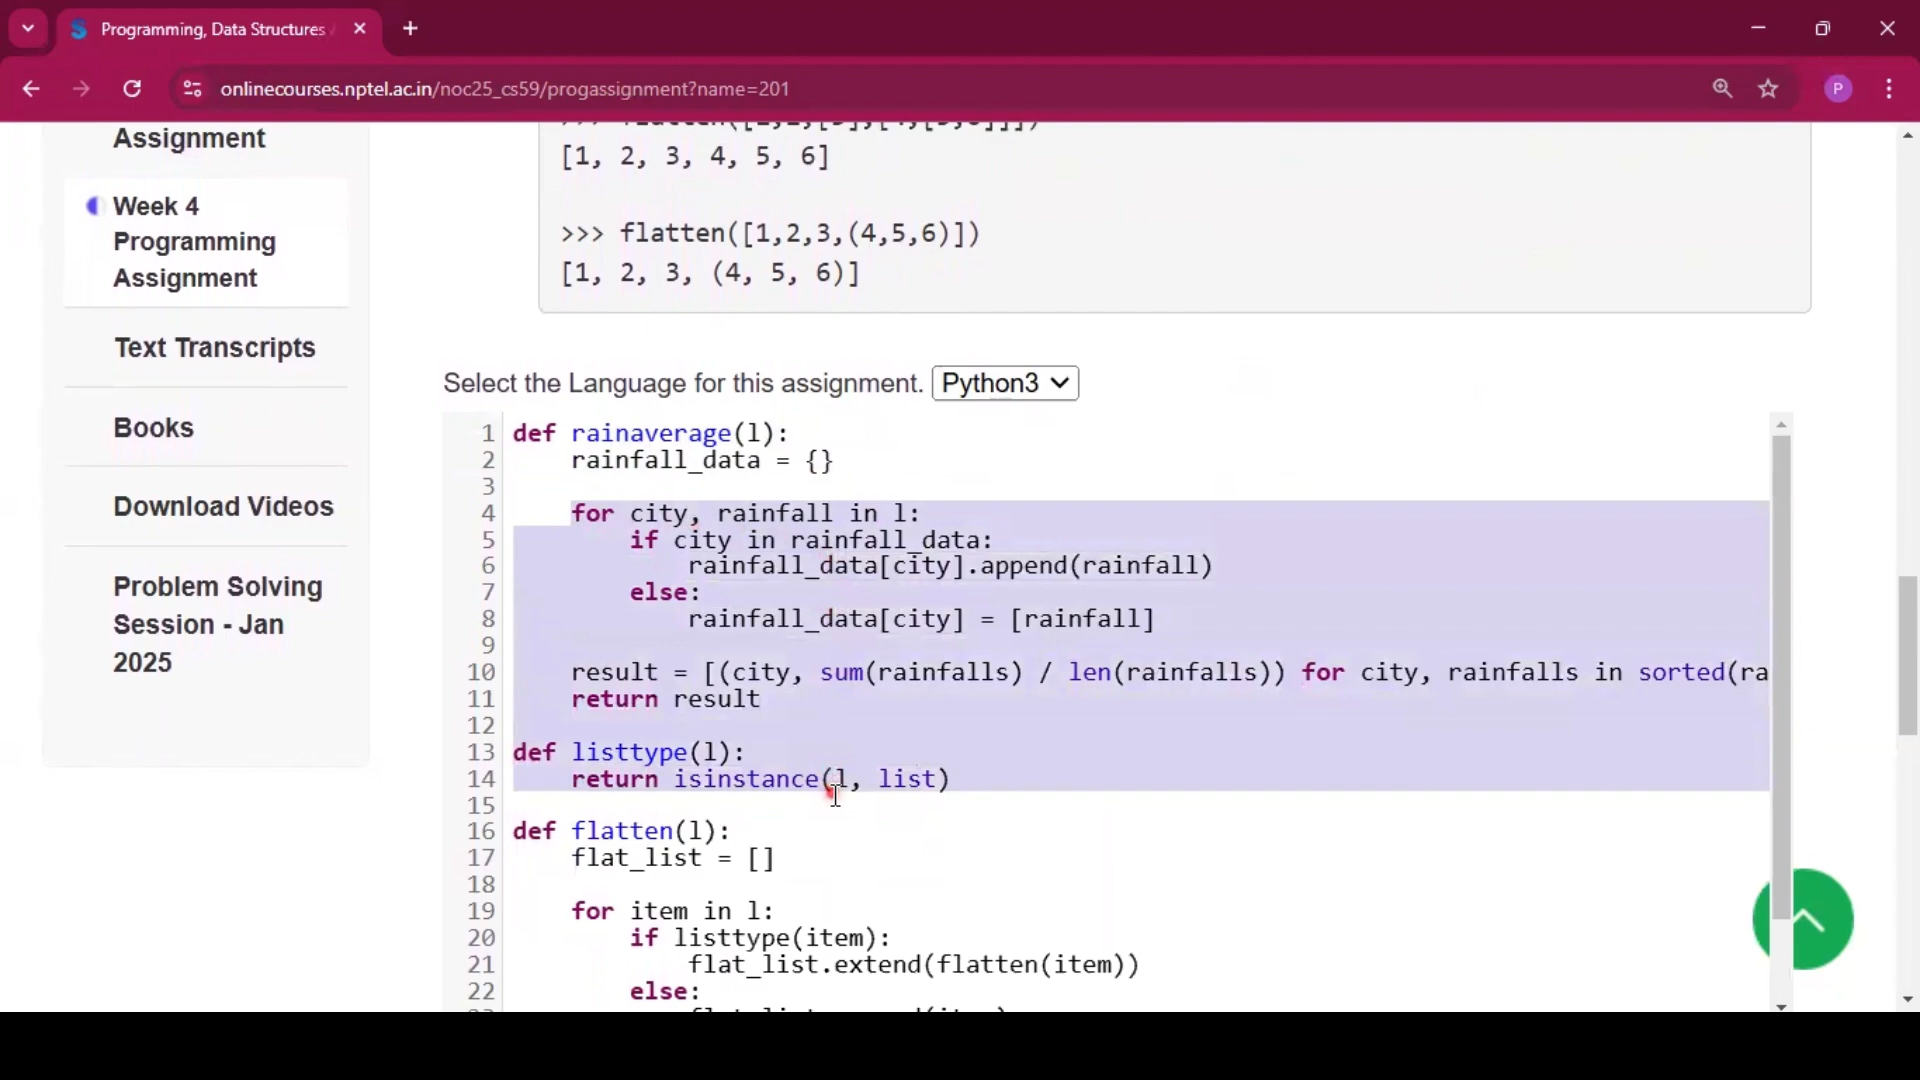 Programming, Data Structures
onlinecourses.nptel.ac.in/noc25_cs59/progassignment?name=201
P
Assignment
Week 4
Programming
Assignment
Text Transcripts
Books
Download Videos
Problem Solving
Session - Jan
2025
[1, 2, 3, 4, 5, 6]
>>> flatten([1,2,3,(4,5,6)])
[1, 2, 3, (4, 5, 6)]
Select the Language for this assignment. Python3
1 def rainaverage(l):
2 rainfall_data = {}
3
4 for city, rainfall in l:
5 if city in rainfall_data:
6 rainfall_data[city].append(rainfall)
7 else:
8 rainfall_data[city] = [rainfall]
9
10 result = [(city, sum(rainfalls) / len(rainfalls)) for city, rainfalls in sorted(ra
11 return result
12
13 def listtype(l):
14 return isinstance(l, list)
15
16 def flatten(l):
17 flat_list = []
18
19 for item in l:
20 if listtype(item):
21 flat_list.extend(flatten(item))
22 else: